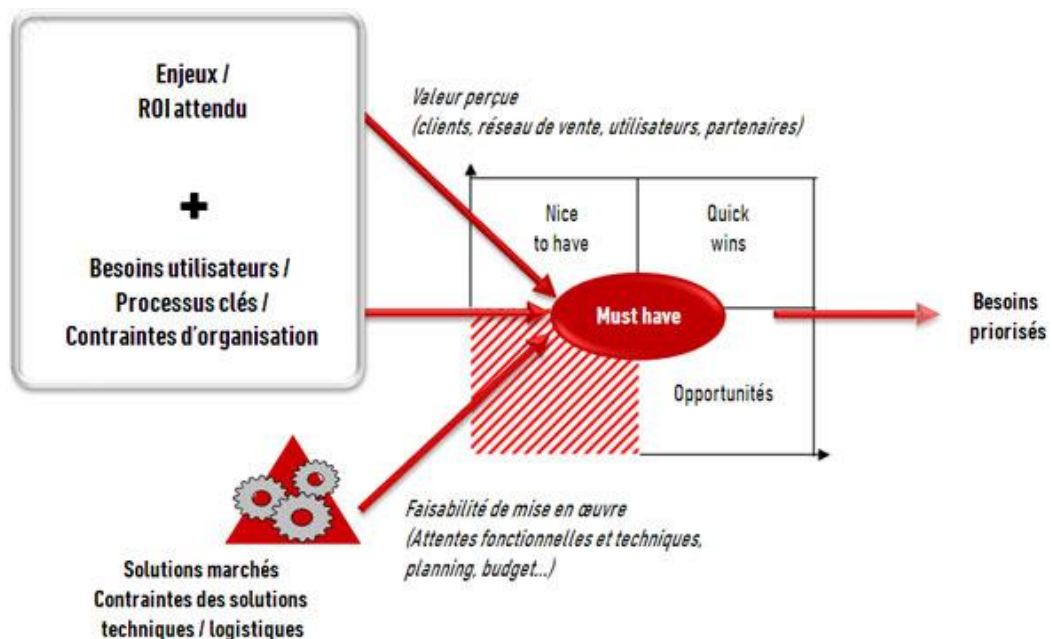 Enjeux /
ROI attendu
+
Besoins utilisateurs /
Processus clés /
Contraintes d'organisation
Valeur perçue
(clients, réseau de vente, utilisateurs, partenaires)
Nice
to have
Quick
wins
Must have
Opportunités
Besoins
priorisés
Faisabilité de mise en œuvre
(Attentes fonctionnelles et techniques,
planning, budget...)
Solutions marchés
Contraintes des solutions
techniques / logistiques